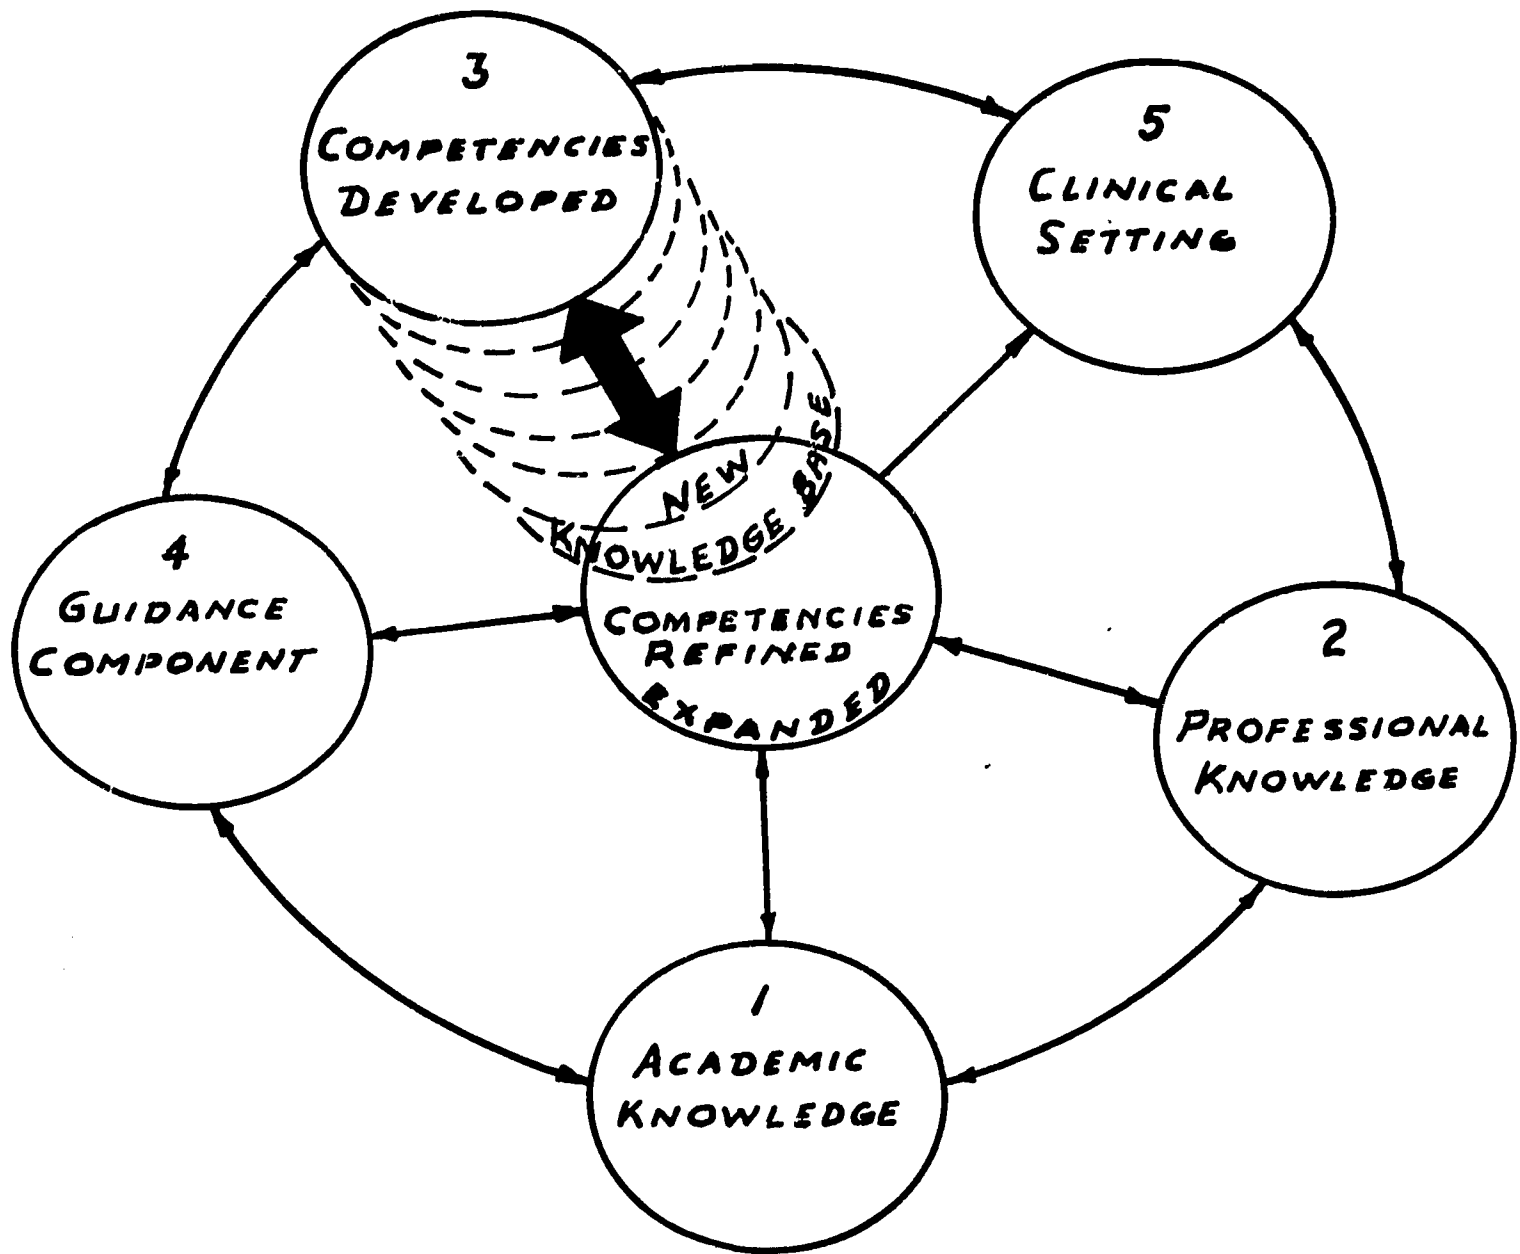 3
COMPETENCIES
DEVELOPED
5
CLINICAL
SETTING
NEW
KNOWLEDGE BASE
COMPETENCIES
REFINED
EXPANDED
4
GUIDANCE
COMPONENT
2
PROFESSIONAL
KNOWLEDGE
1
ACADEMIC
KNOWLEDGE